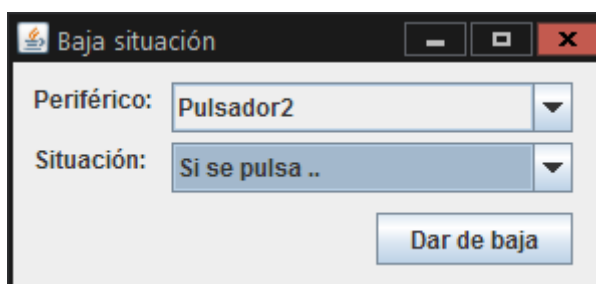 Baja situación
Periférico: Pulsador2
Situación: Si se pulsa ..
Dar de baja